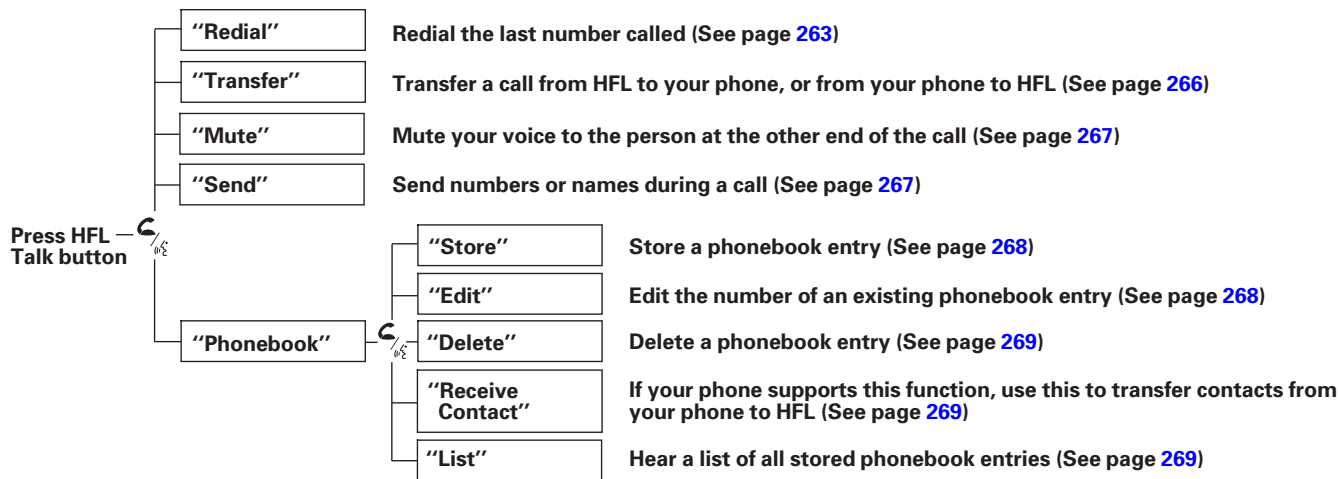 "Redial" Redial the last number called (See page 263)
"Transfer" Transfer a call from HFL to your phone, or from your phone to HFL (See page 266)
"Mute" Mute your voice to the person at the other end of the call (See page 267)
"Send" Send numbers or names during a call (See page 267)
Press HFL
Talk button
"Phonebook"
"Store" Store a phonebook entry (See page 268)
"Edit" Edit the number of an existing phonebook entry (See page 268)
"Delete" Delete a phonebook entry (See page 269)
"Receive
Contact"
If your phone supports this function, use this to transfer contacts from
your phone to HFL (See page 269)
"List" Hear a list of all stored phonebook entries (See page 269)